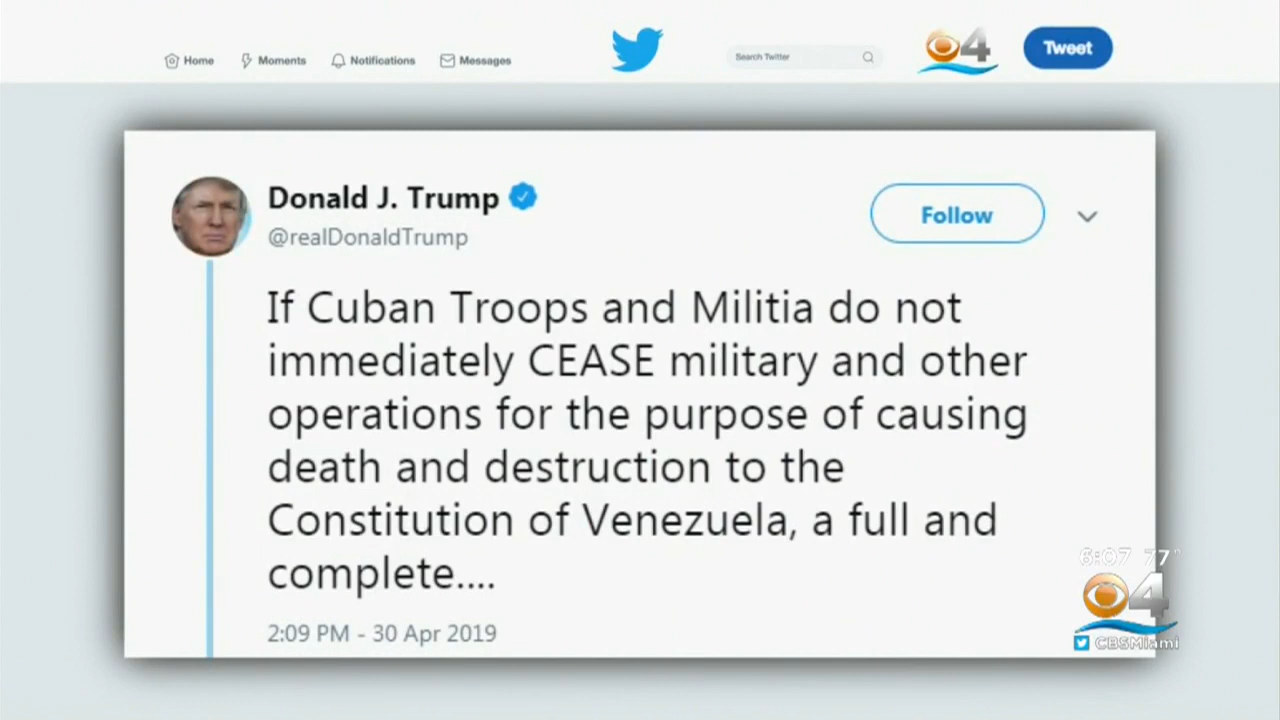 Home Moments Notifications Messages Search Twitter 4 Tweet
Donald J. Trump
@realDonaldTrump
Follow
If Cuban Troops and Militia do not
immediately CEASE military and other
operations for the purpose of causing
death and destruction to the
Constitution of Venezuela, a full and
complete....
2:09 PM - 30 Apr 2019
6:07 77°
4
CBSMiami